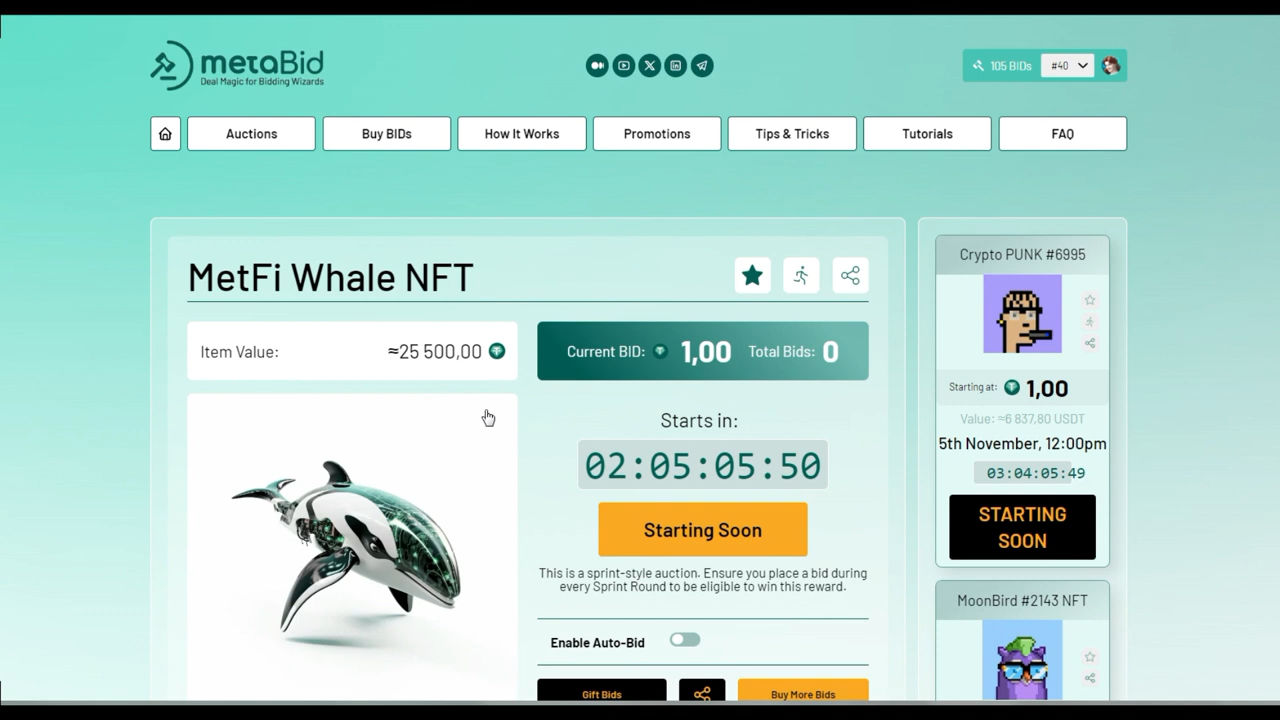 metaBid
Deal Magic for Bidding Wizards
105 BIDs
#40
Auctions
Buy BIDs
How It Works
Promotions
Tips & Tricks
Tutorials
FAQ
MetFi Whale NFT
Item Value: ≈25 500,00
Current BID: 1,00 Total Bids: 0
Starts in:
02:05:05:50
Starting Soon
This is a sprint-style auction. Ensure you place a bid during
every Sprint Round to be eligible to win this reward.
Enable Auto-Bid
Gift Bids
Buy More Bids
Crypto PUNK #6995
Starting at: 1,00
Value: ≈6 837,80 USDT
5th November, 12:00pm
03:04:05:49
STARTING
SOON
MoonBird #2143 NFT